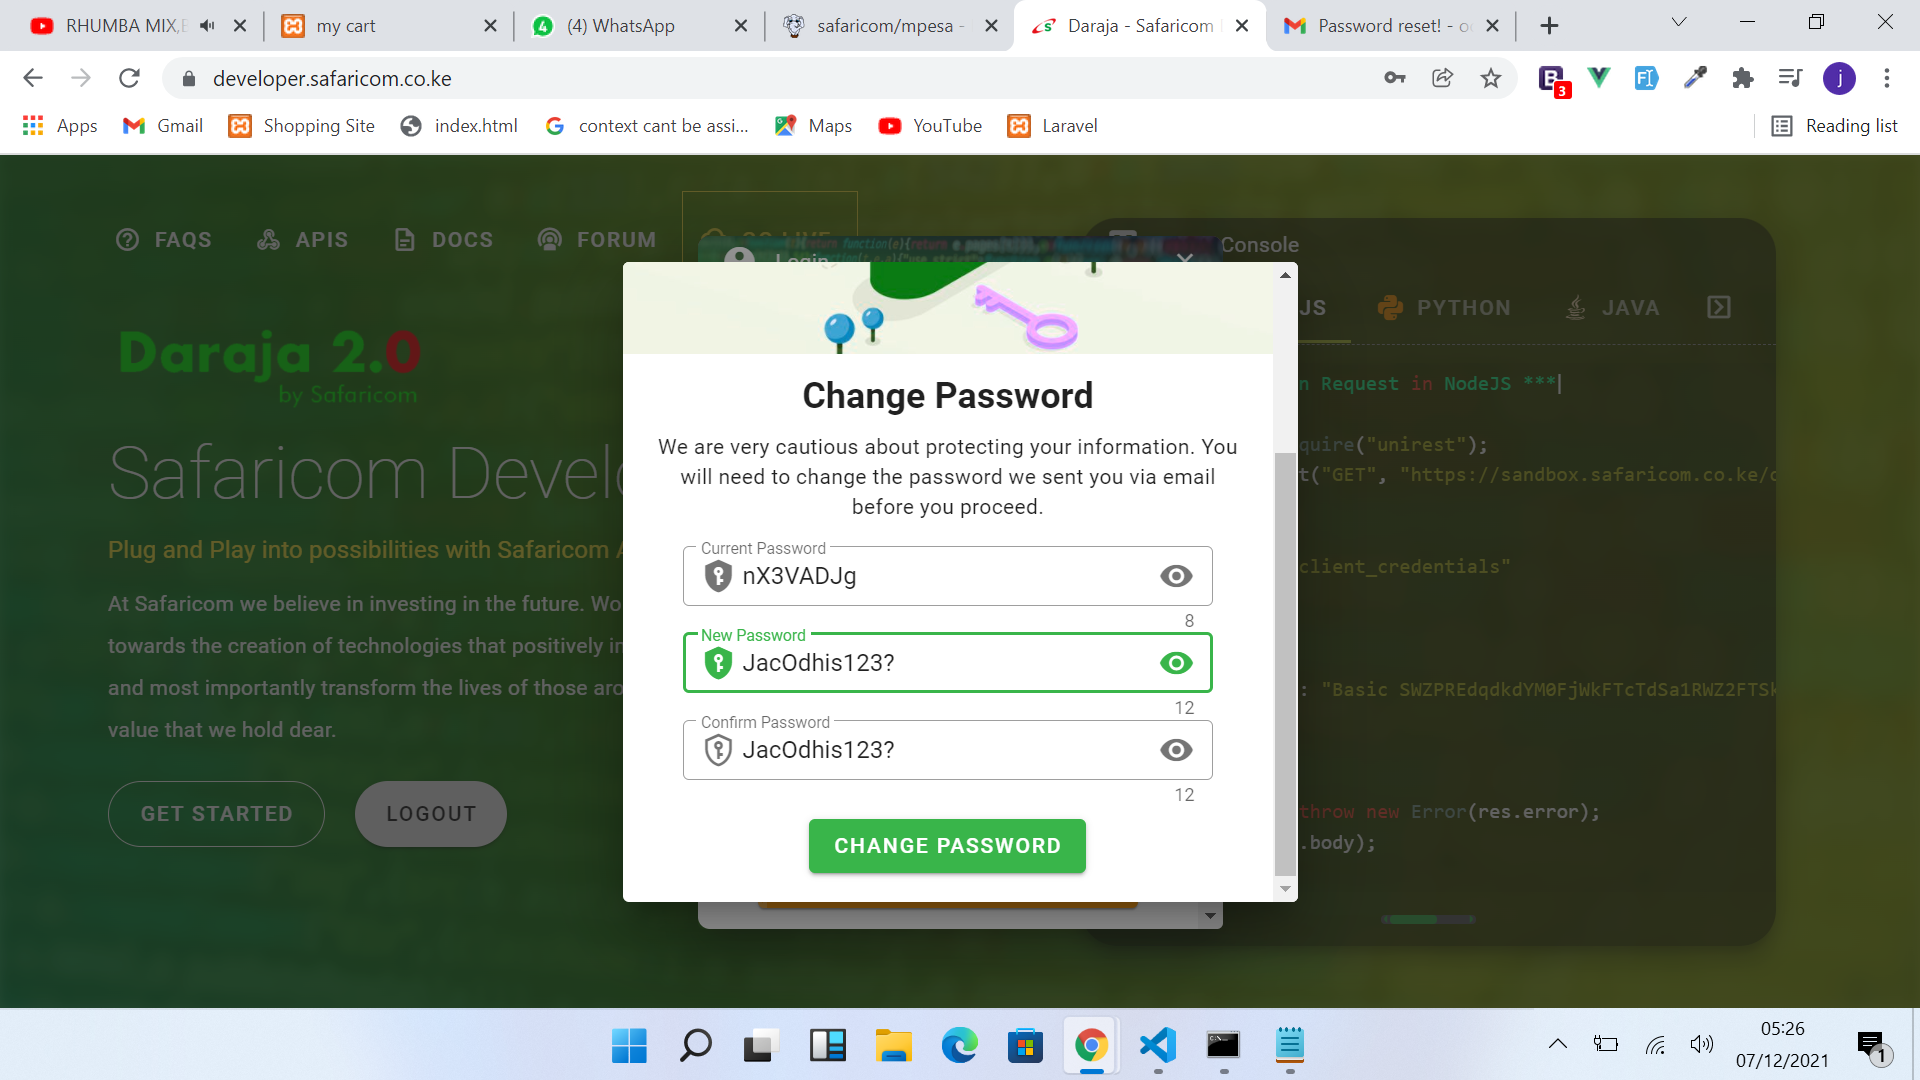 RHUMBA MIX,B
my cart
(4) WhatsApp
safaricom/mpesa -
Daraja - Safaricom
Password reset! - o
developer.safaricom.co.ke
3
j
Apps
Gmail
Shopping Site
index.html
context cant be assi...
Maps
YouTube
Laravel
Reading list
FAQS
APIS
DOCS
FORUM
GO LIVE
Login
Console
JS
PYTHON
JAVA
Daraja 2.0
by Safaricom
Safaricom Develo
Plug and Play into possibilities with Safaricom A
At Safaricom we believe in investing in the future. Wo
towards the creation of technologies that positively in
and most importantly transform the lives of those aro
value that we hold dear.
GET STARTED
LOGOUT
Change Password
We are very cautious about protecting your information. You
will need to change the password we sent you via email
before you proceed.
Current Password
nX3VADJg
8
New Password
JacOdhis123?
12
Confirm Password
JacOdhis123?
12
CHANGE PASSWORD
n Request in NodeJS ***
quire("unirest");
t("GET", "https://sandbox.safaricom.co.ke/o
client_credentials"
: "Basic SWZPREdqdkdYM0FjWkFTcTdSa1RWZ2FTSk
throw new Error(res.error);
.body);
05:26
07/12/2021
1